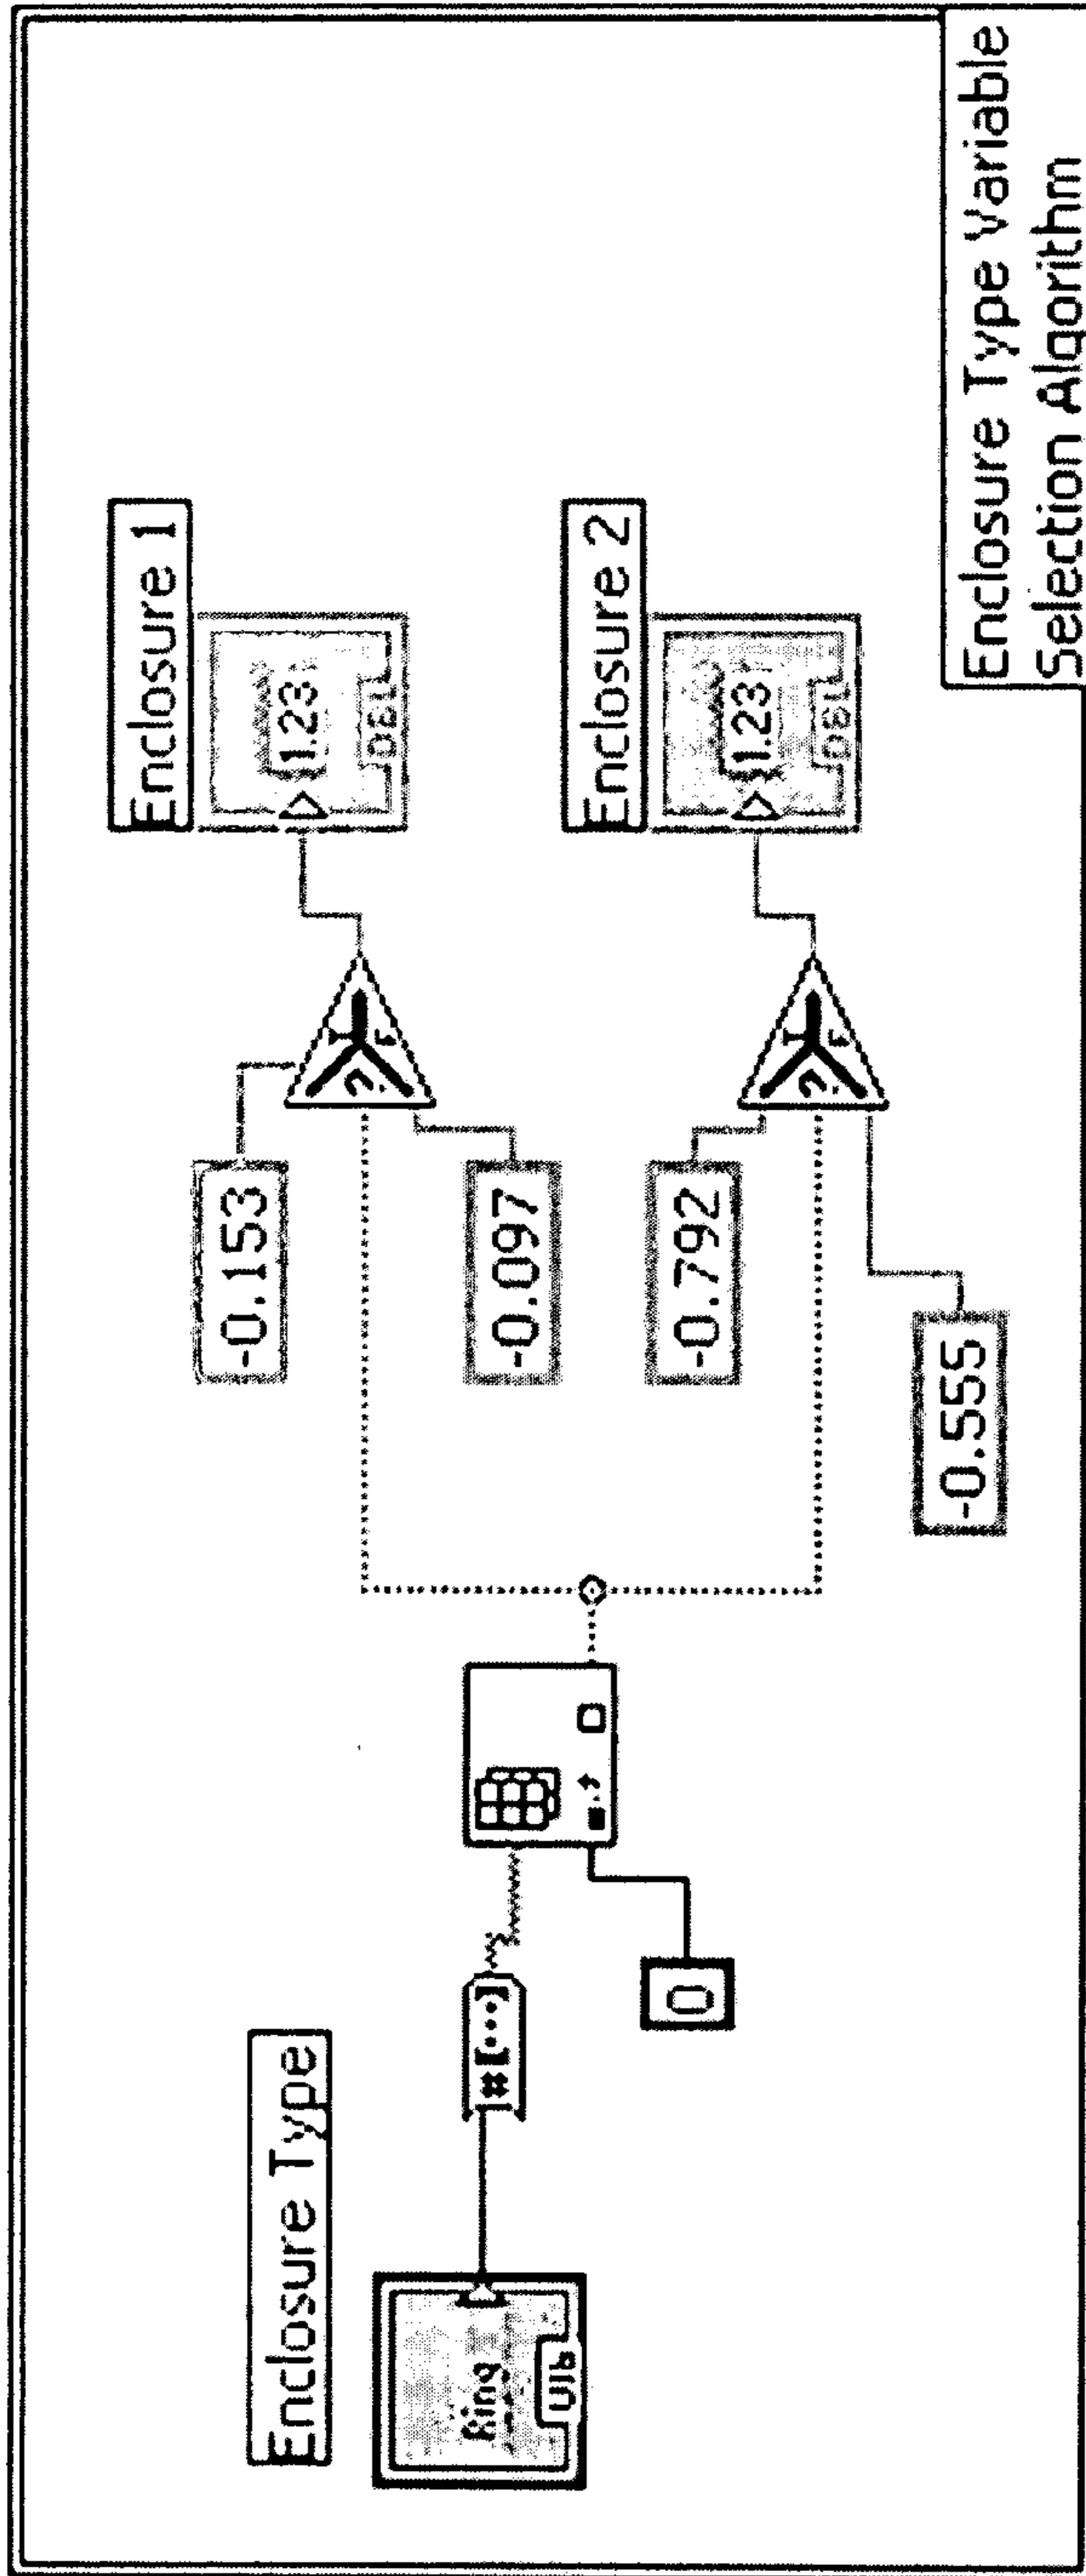 Enclosure Type
Ring
U16
#[...]
0
-0.153
-0.097
-0.792
-0.555
? T F
? T F
Enclosure 1
1.23
DBL
Enclosure 2
1.23
DBL
Enclosure Type Variable
Selection Algorithm